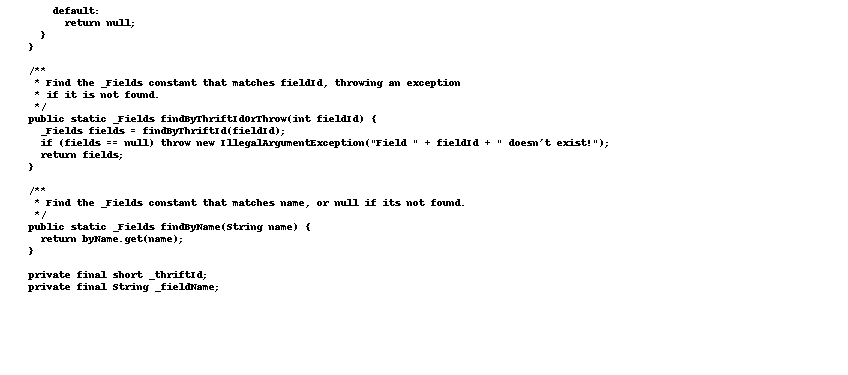 default:
return null;
}
}
/**
* Find the _Fields constant that matches fieldId, throwing an exception
* if it is not found.
*/
public static _Fields findByThriftIdOrThrow(int fieldId) {
_Fields fields = findByThriftId(fieldId);
if (fields == null) throw new IllegalArgumentException("Field " + fieldId + " doesn't exist!");
return fields;
}
/**
* Find the _Fields constant that matches name, or null if its not found.
*/
public static _Fields findByName(String name) {
return byName.get(name);
}
private final short _thriftId;
private final String _fieldName;